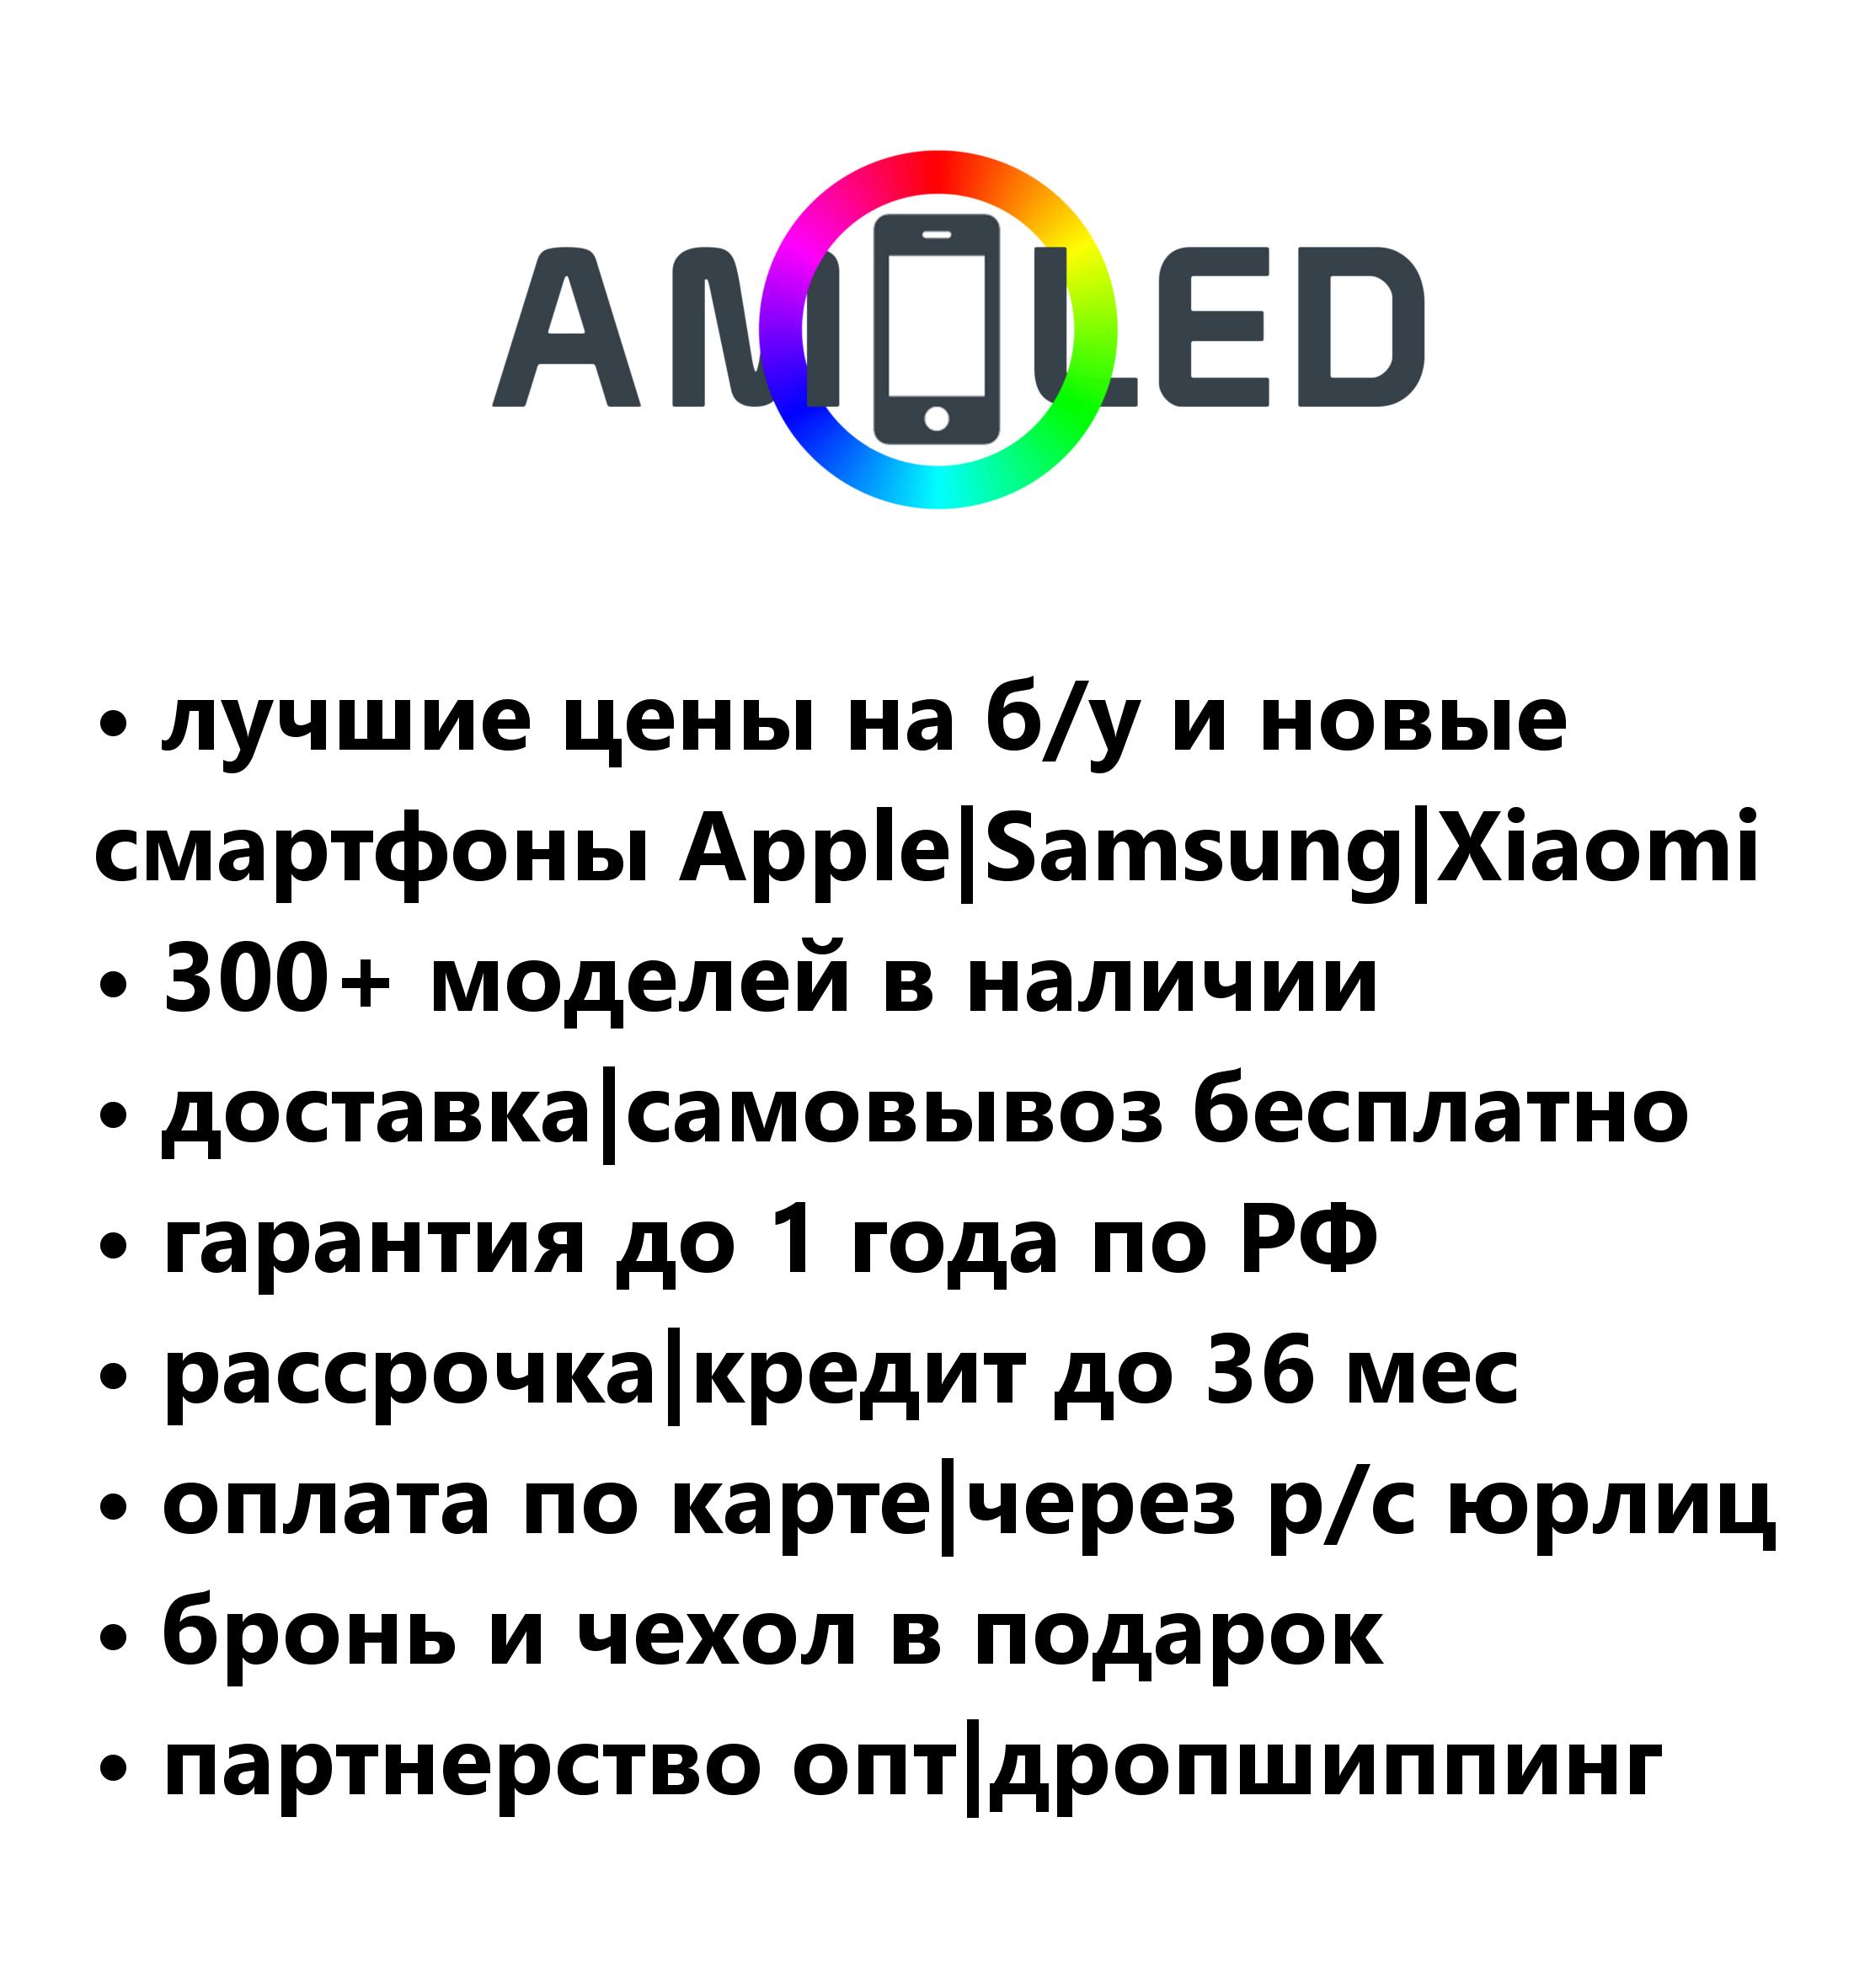 AMOLED
• лучшие цены на б/у и новые
смартфоны Apple|Samsung|Xiaomi
• 300+ моделей в наличии
• доставка|самовывоз бесплатно
• гарантия до 1 года по РФ
• рассрочка|кредит до 36 мес
• оплата по карте|через р/с юрлиц
• бронь и чехол в подарок
• партнерство опт|дропшиппинг